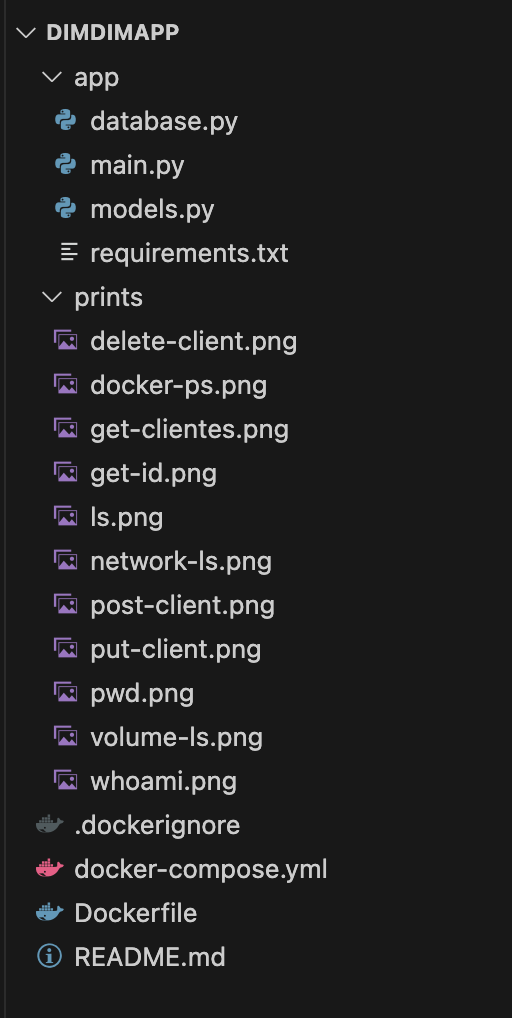 DIMDIMAPP
app
database.py
main.py
models.py
requirements.txt
prints
delete-client.png
docker-ps.png
get-clientes.png
get-id.png
ls.png
network-ls.png
post-client.png
put-client.png
pwd.png
volume-ls.png
whoami.png
.dockerignore
docker-compose.yml
Dockerfile
README.md